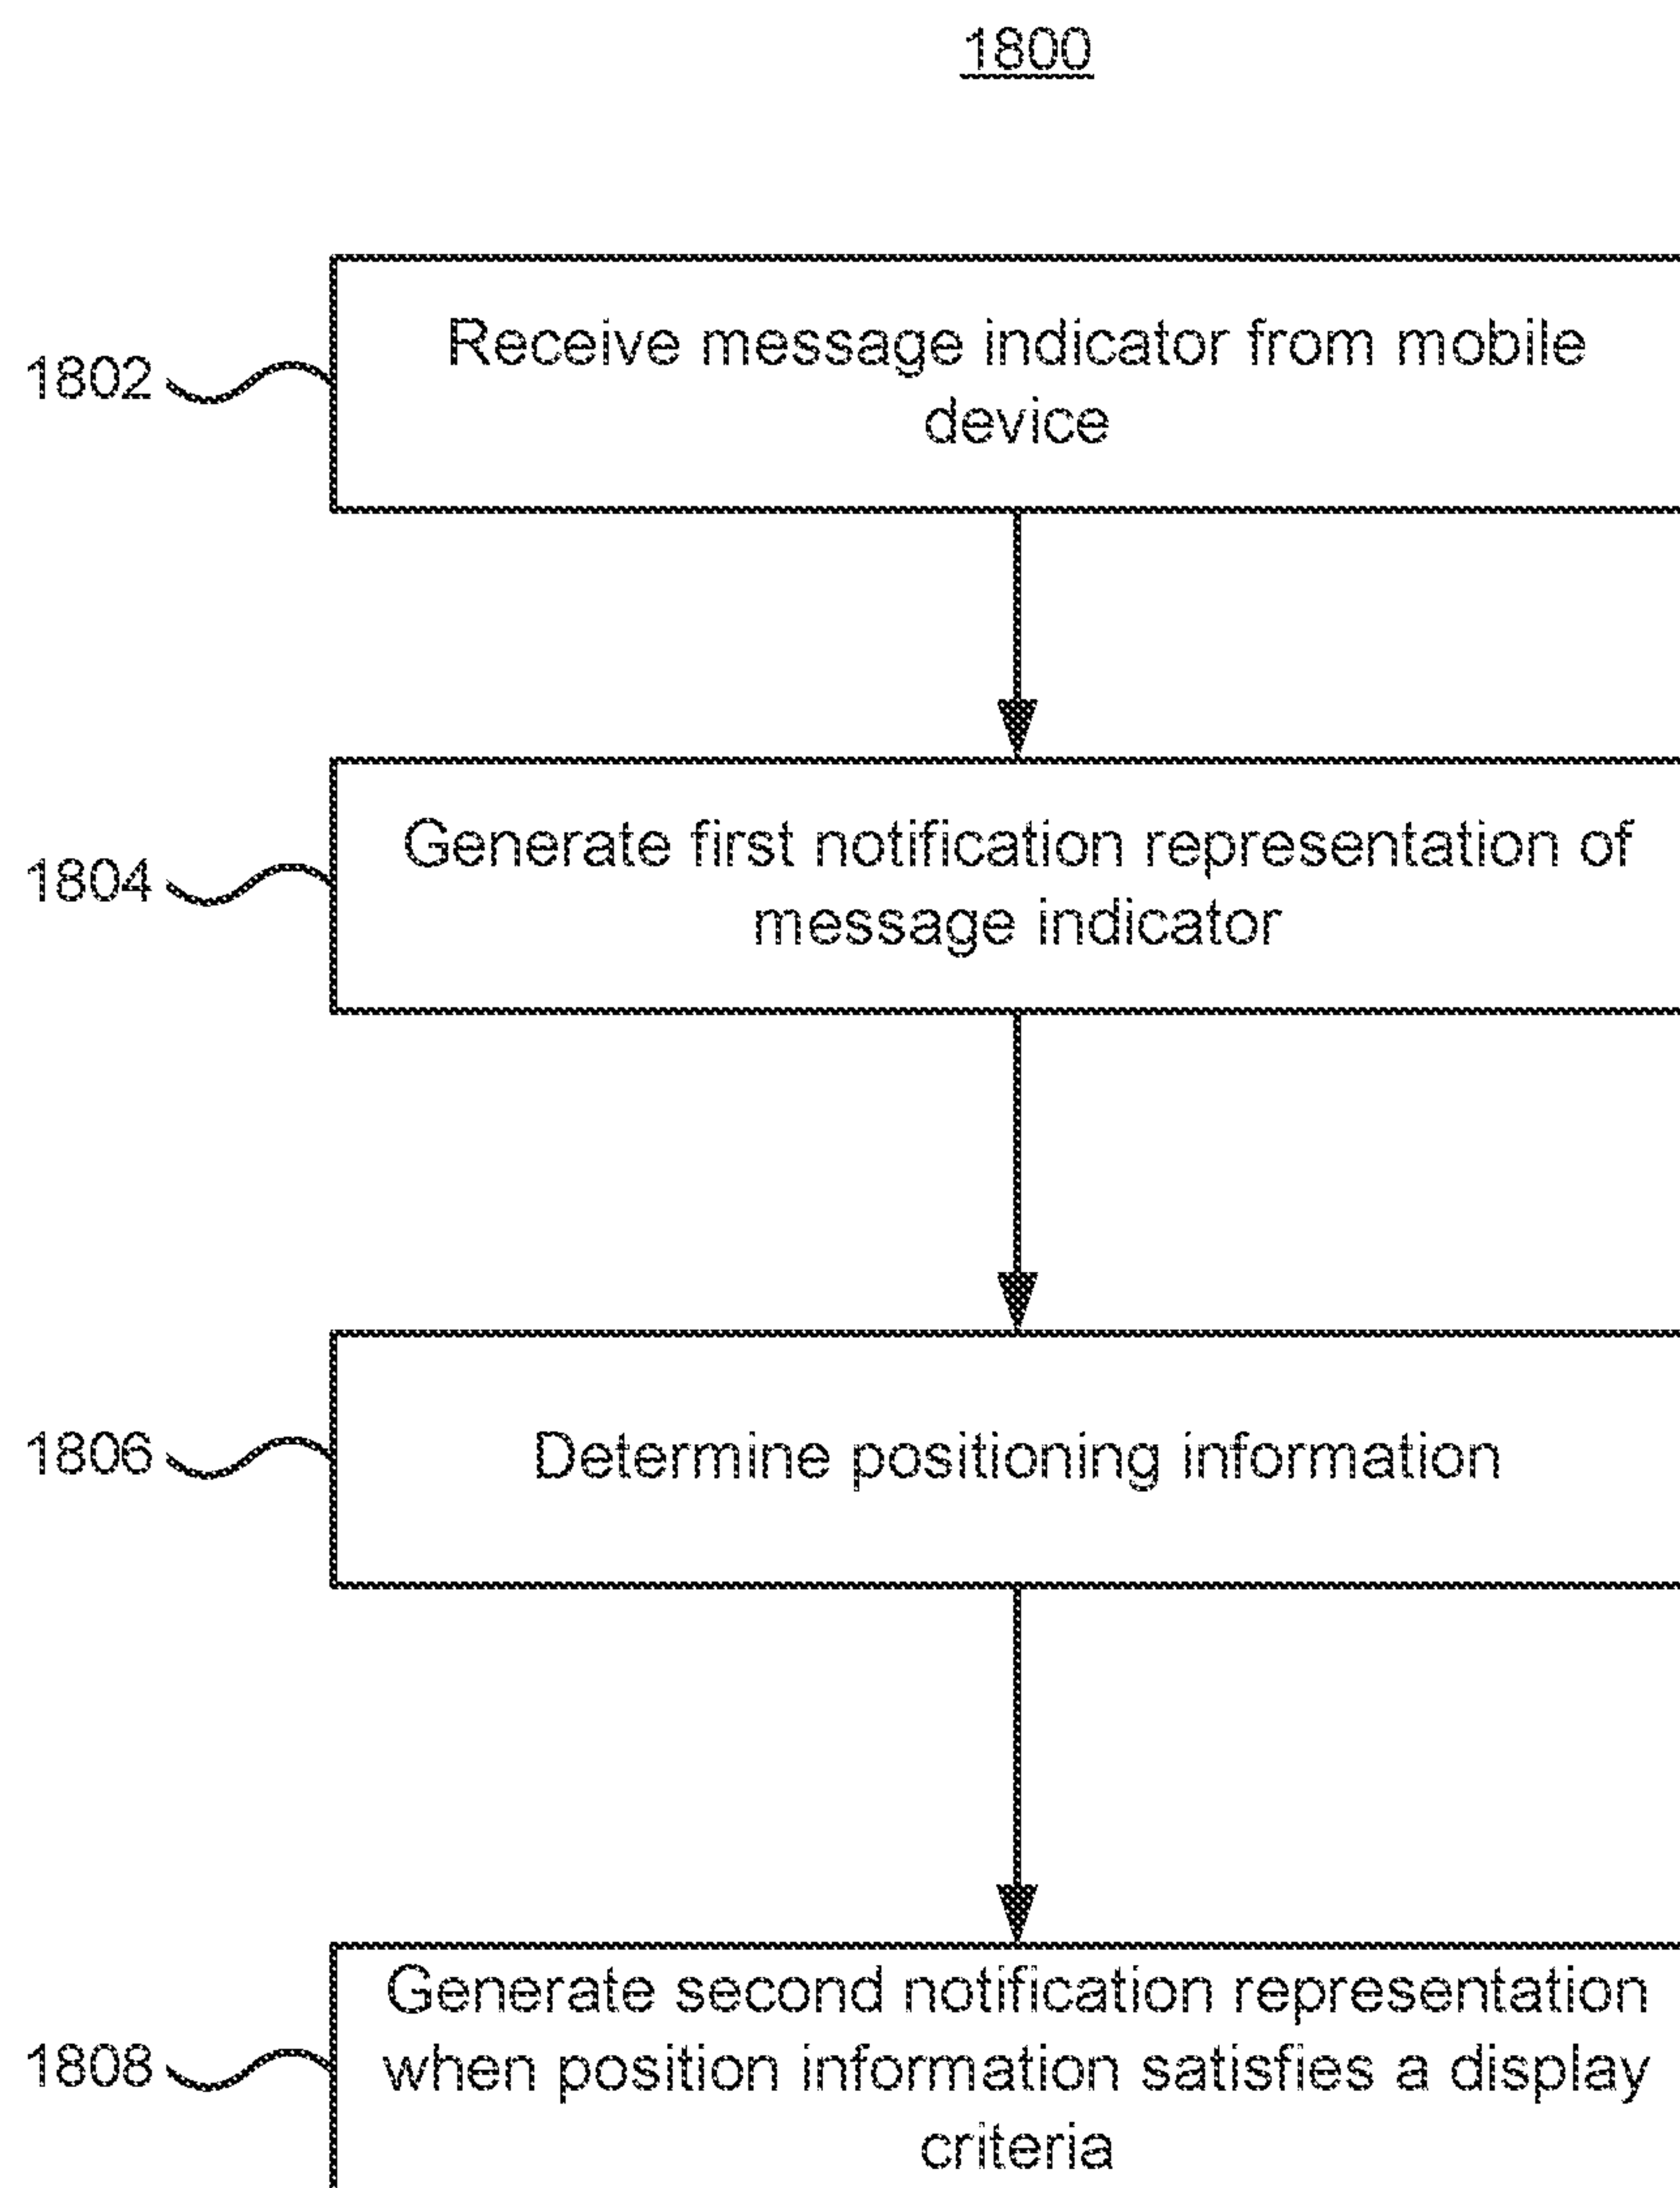 1800
1802
Receive message indicator from mobile
device
1804
Generate first notification representation of
message indicator
1806
Determine positioning information
1808
Generate second notification representation
when position information satisfies a display
criteria